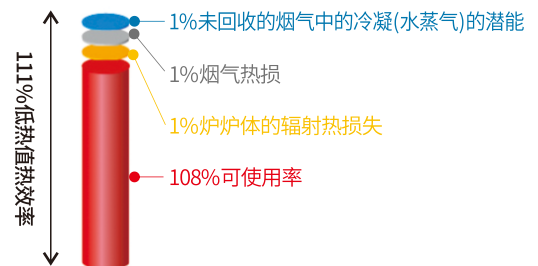 1%未回收的烟气中的冷凝(水蒸气)的潜能
1%烟气热损
1%炉炉体的辐射热损失
108%可使用率
111%低热值热效率